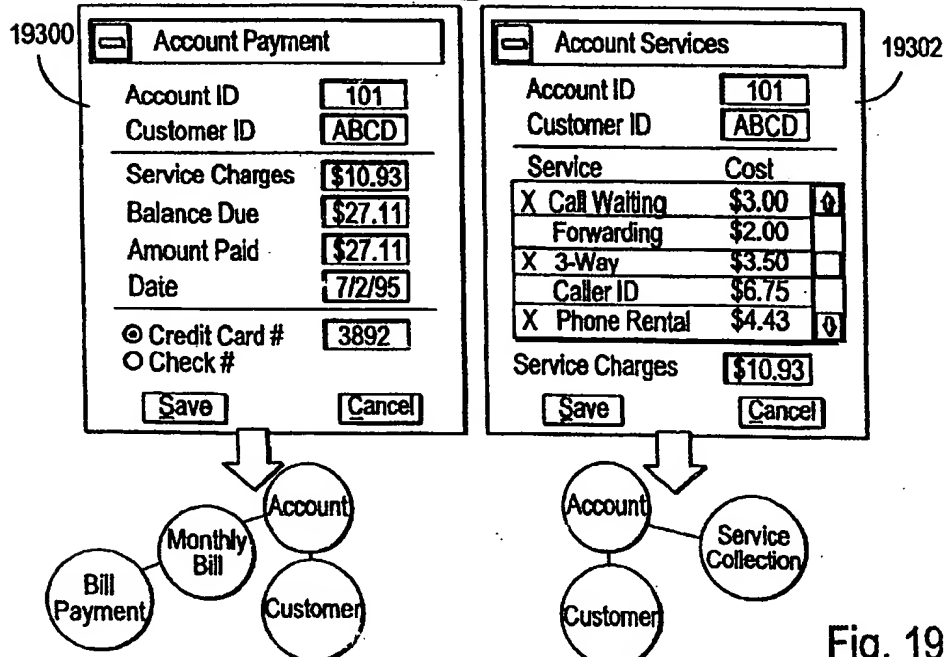 19300
Account Payment
Account ID 101
Customer ID ABCD
Service Charges $10.93
Balance Due $27.11
Amount Paid $27.11
Date 7/2/95
Credit Card # 3892
Check #
Save Cancel
Account
Monthly
Bill
Bill
Payment
Customer
Account Services
19302
Account ID 101
Customer ID ABCD
Service Cost
X Call Waiting $3.00
Forwarding $2.00
X 3-Way $3.50
Caller ID $6.75
X Phone Rental $4.43
Service Charges $10.93
Save Cancel
Account
Service
Collection
Customer
Fig. 19